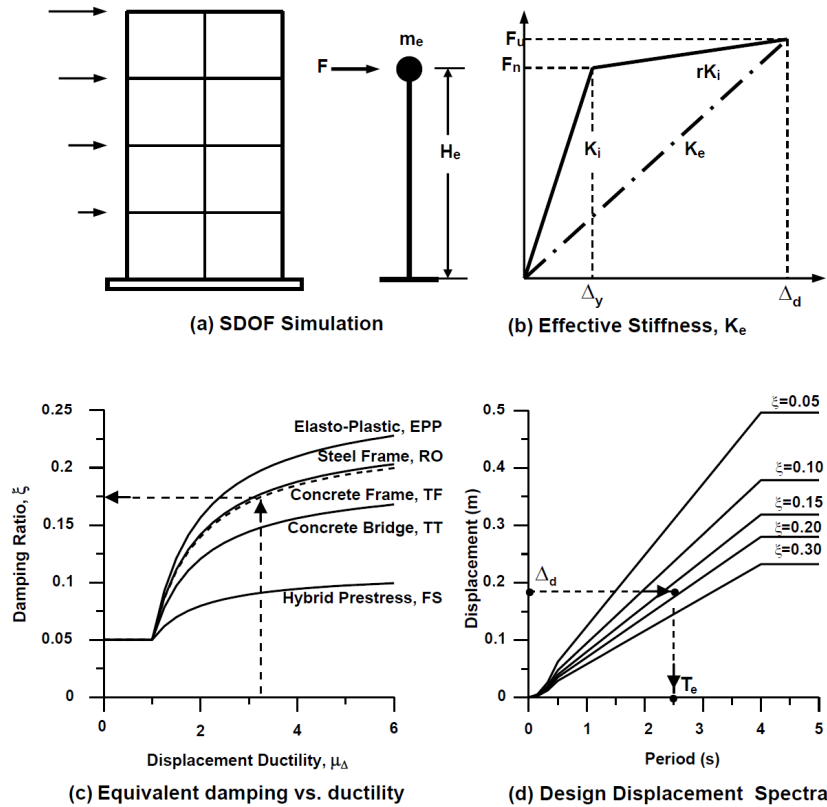 F
mₑ
Hₑ
(a) SDOF Simulation
Fᵤ
Fₙ
rKᵢ
Kᵢ
Kₑ
Δy
Δd
(b) Effective Stiffness, Kₑ
Damping Ratio, ξ
0.25
0.2
0.15
0.1
0.05
0
Elasto-Plastic, EPP
Steel Frame, RO
Concrete Frame, TF
Concrete Bridge, TT
Hybrid Prestress, FS
0 2 4 6
Displacement Ductility, μΔ
(c) Equivalent damping vs. ductility
Displacement (m)
0.5
0.4
0.3
0.2
0.1
0
ξ=0.05
ξ=0.10
ξ=0.15
ξ=0.20
ξ=0.30
Δd
Tₑ
0 1 2 3 4 5
Period (s)
(d) Design Displacement Spectra